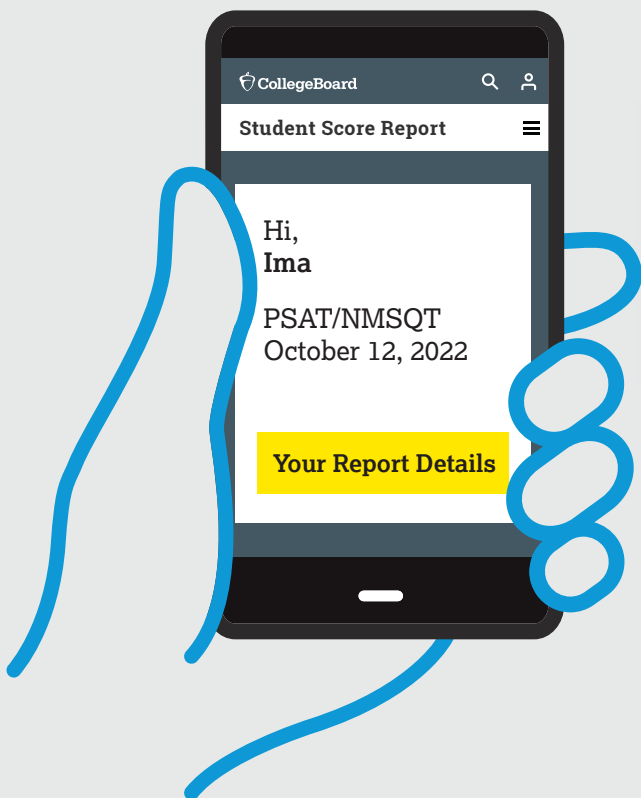 CollegeBoard
Student Score Report
Hi,
Ima
PSAT/NMSQT
October 12, 2022
Your Report Details